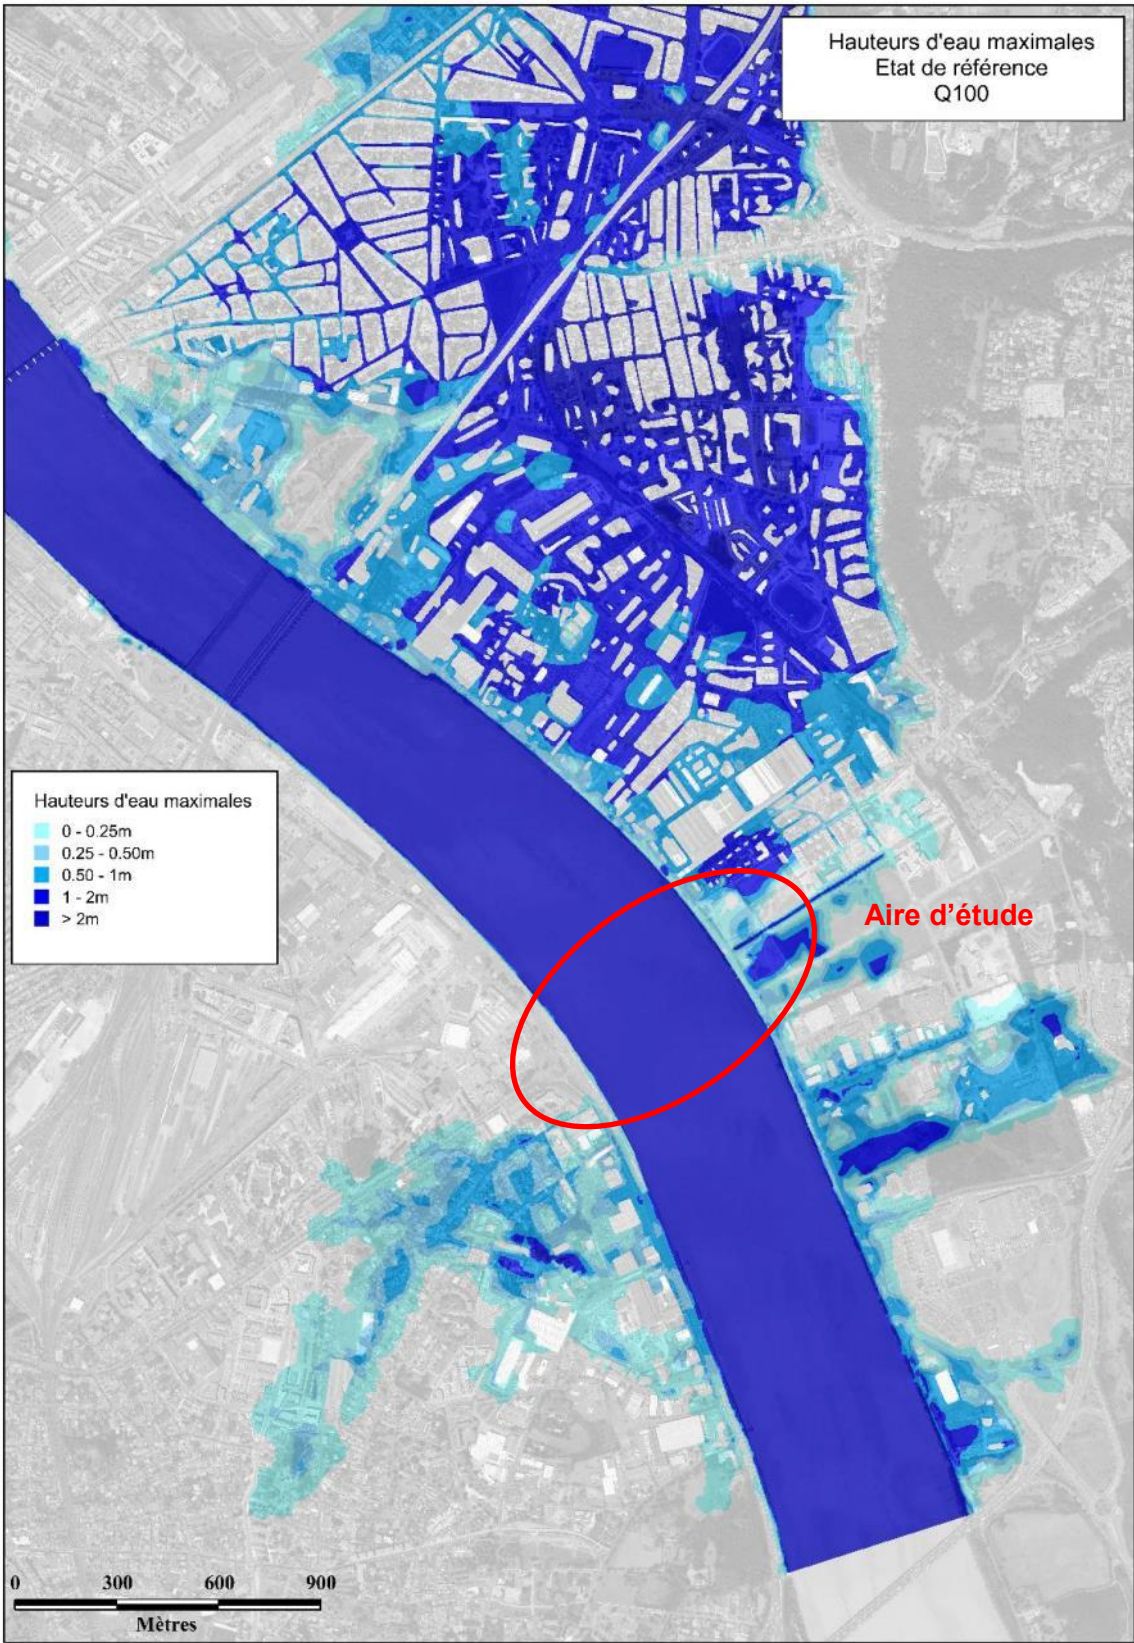 Hauteurs d'eau maximales
Etat de référence
Q100
Hauteurs d'eau maximales
0 - 0.25m
0.25 - 0.50m
0.50 - 1m
1 - 2m
> 2m
Aire d'étude
0 300 600 900
Mètres